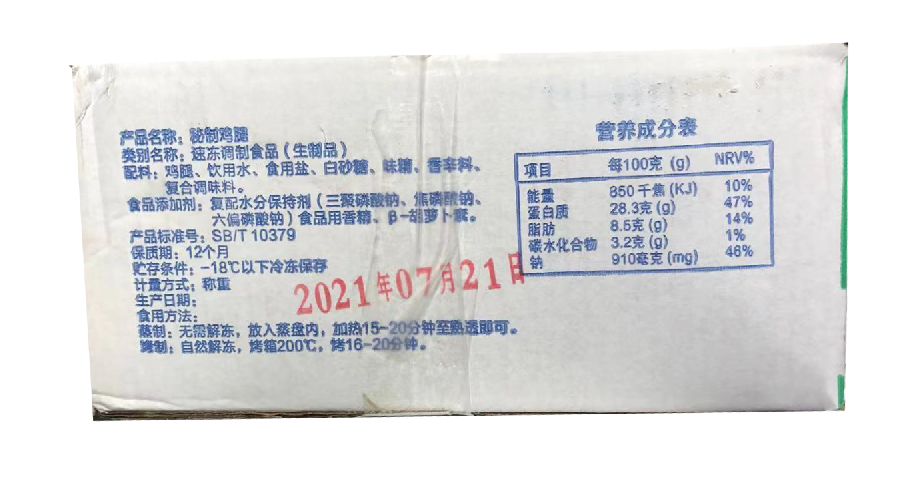 产品名称：秘制鸡腿
类别名称：速冻调制食品（生制品）
配料：鸡腿、饮用水、食用盐、白砂糖、味精、香辛料、
复合调味料。
食品添加剂：复配水分保持剂（三聚磷酸钠、焦磷酸钠、
六偏磷酸钠）食品用香精、β-胡萝卜素。
产品标准号：SB/T 10379
保质期：12个月
贮存条件：-18℃以下冷冻保存
计量方式：称重
生产日期：
2021年07月21日
食用方法：
蒸制：无需解冻，放入蒸盘内，加热15-20分钟至熟透即可。
烤制：自然解冻，烤箱200℃，烤16-20分钟。
营养成分表
项目 每100克 (g) NRV%
能量 850 千焦 (KJ) 10%
蛋白质 28.3克 (g) 47%
脂肪 8.5克 (g) 14%
碳水化合物 3.2克 (g) 1%
钠 910毫克 (mg) 46%